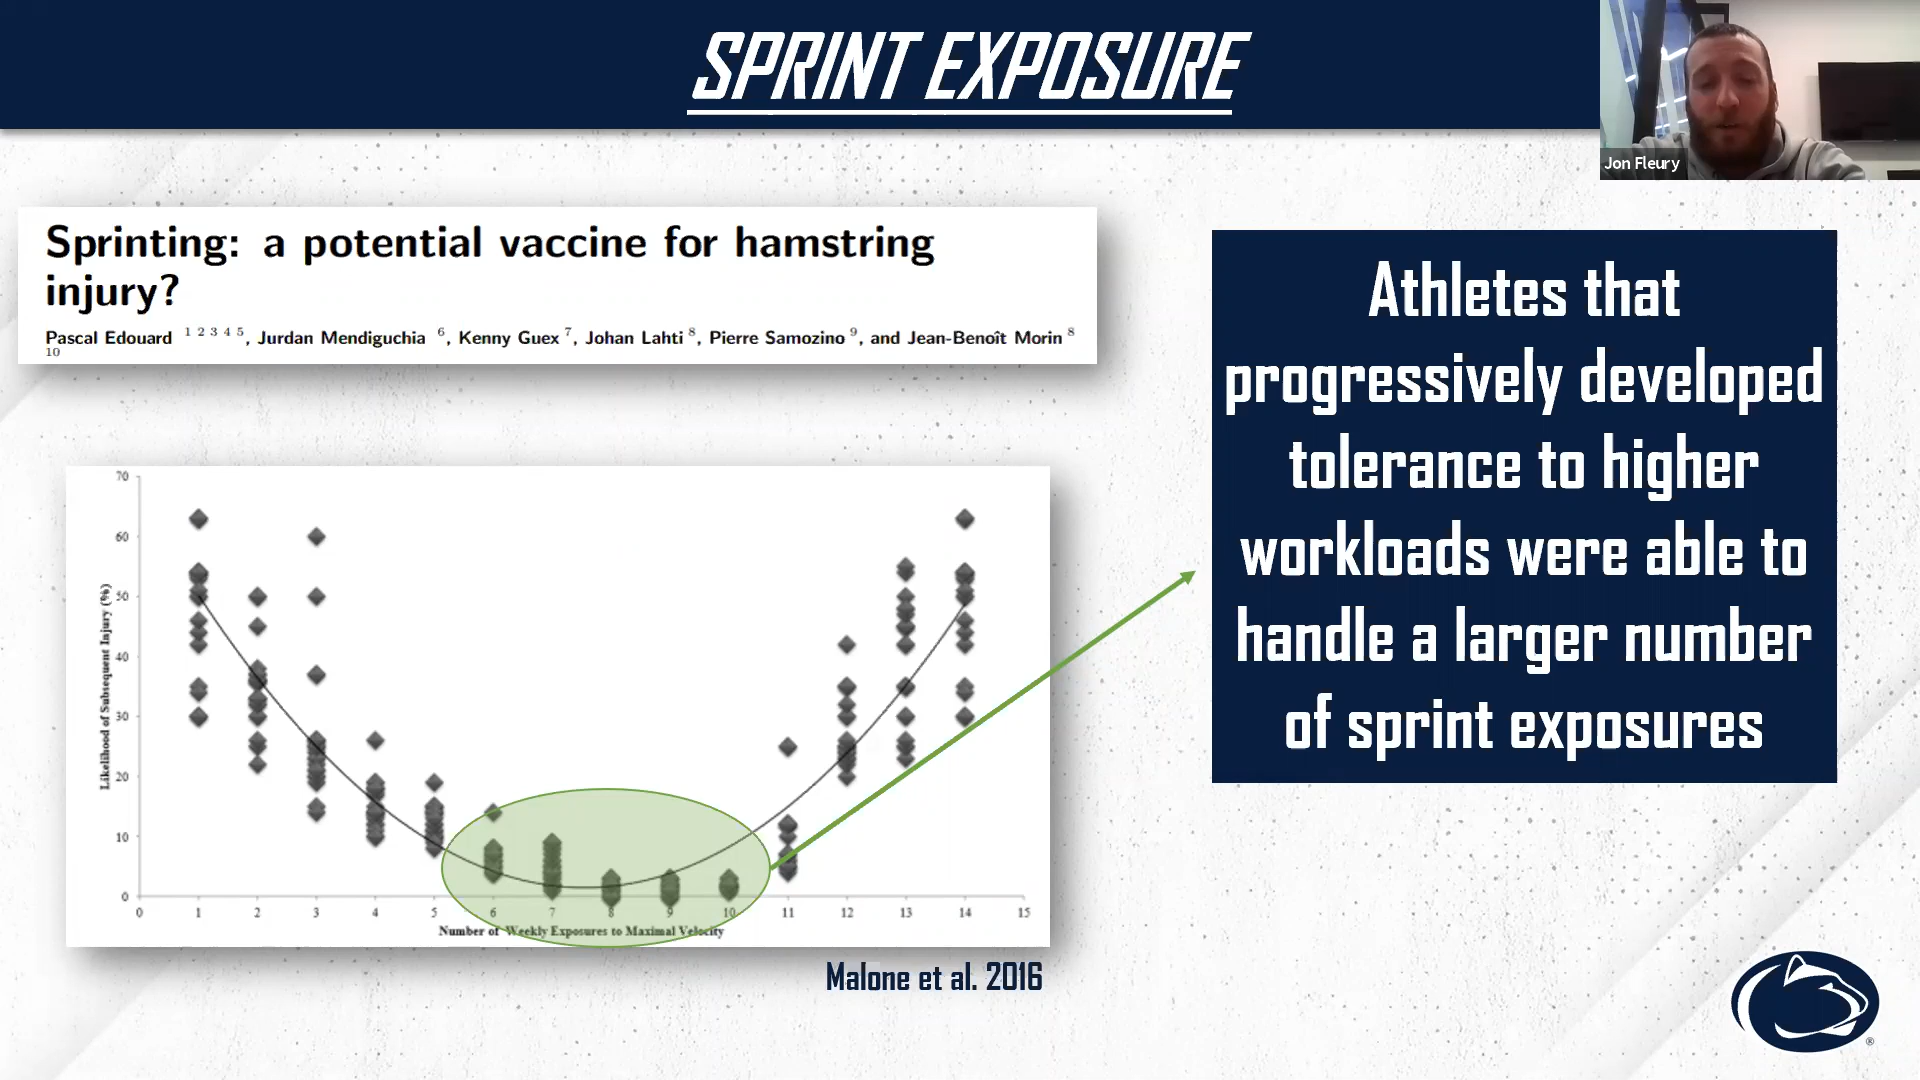 SPRINT EXPOSURE
Jon Fleury
Sprinting: a potential vaccine for hamstring
injury?
Pascal Edouard 1 2 3 4 5, Jurdan Mendiguchia 6, Kenny Guex 7, Johan Lahti 8, Pierre Samozino 9, and Jean-Benoît Morin 8
10
Athletes that
progressively developed
tolerance to higher
workloads were able to
handle a larger number
of sprint exposures
Likelihood of Subsequent Injury (%)
70
60
50
40
30
20
10
0
0 1 2 3 4 5 6 7 8 9 10 11 12 13 14 15
Number of Weekly Exposures to Maximal Velocity
Malone et al. 2016
®